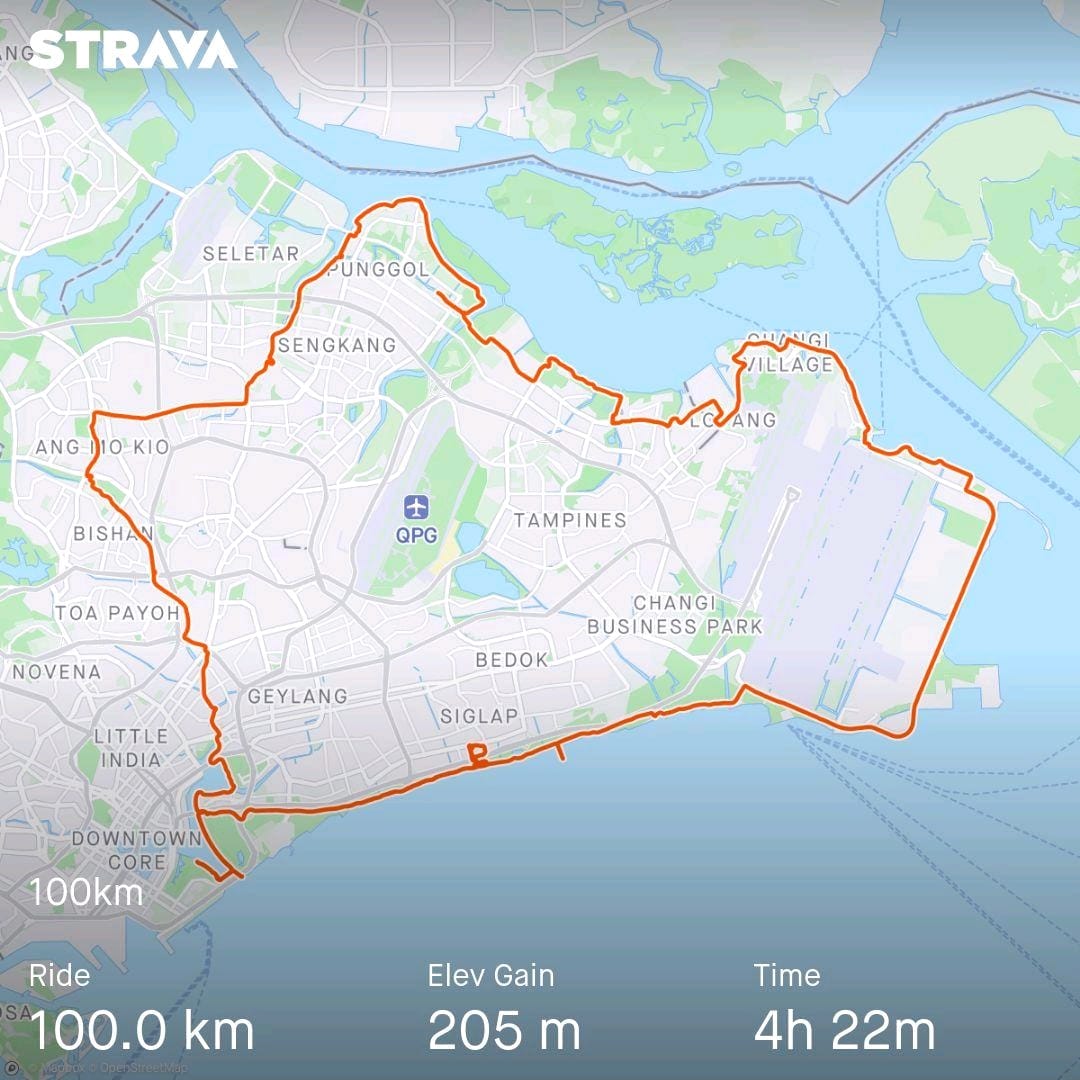 STRAVA
SELETAR
PUNGGOL
SENGKANG
CHANGI
VILLAGE
ANG MO KIO
QPG
TAMPINES
BISHAN
TOA PAYOH
CHANGI
BUSINESS PARK
NOVENA
BEDOK
GEYLANG
SIGLAP
LITTLE
INDIA
DOWNTOWN
CORE
100km
Ride
Elev Gain
Time
100.0 km
205 m
4h 22m
© Mapbox © OpenStreetMap